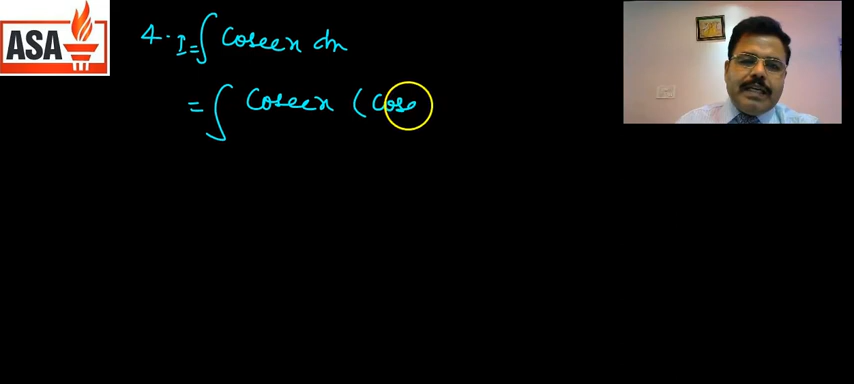 ASA
4. I = ∫ Cosecx dx
= ∫ Cosecx ( Cose